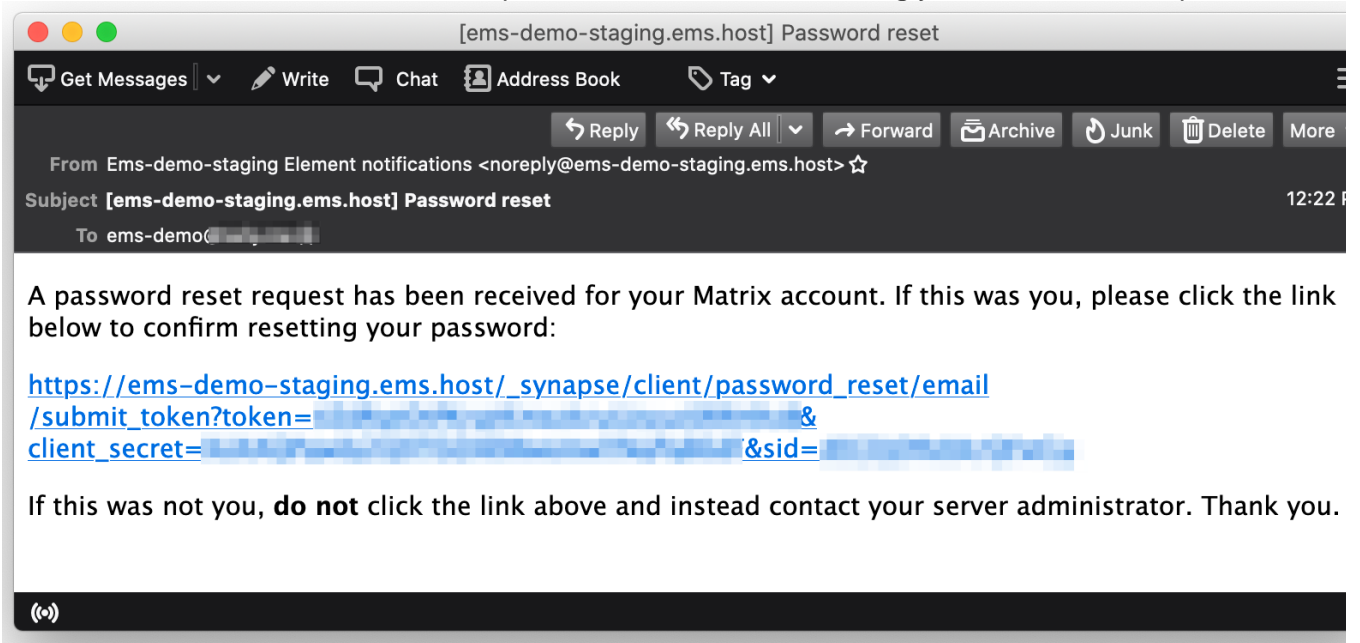 [ems-demo-staging.ems.host] Password reset
Get Messages Write Chat Address Book Tag
Reply Reply All Forward Archive Junk Delete More
From Ems-demo-staging Element notifications <noreply@ems-demo-staging.ems.host>
Subject [ems-demo-staging.ems.host] Password reset 12:22
To ems-demo@
A password reset request has been received for your Matrix account. If this was you, please click the link
below to confirm resetting your password:
https://ems-demo-staging.ems.host/_synapse/client/password_reset/email
/submit_token?token= &
client_secret= &sid=
If this was not you, do not click the link above and instead contact your server administrator. Thank you.